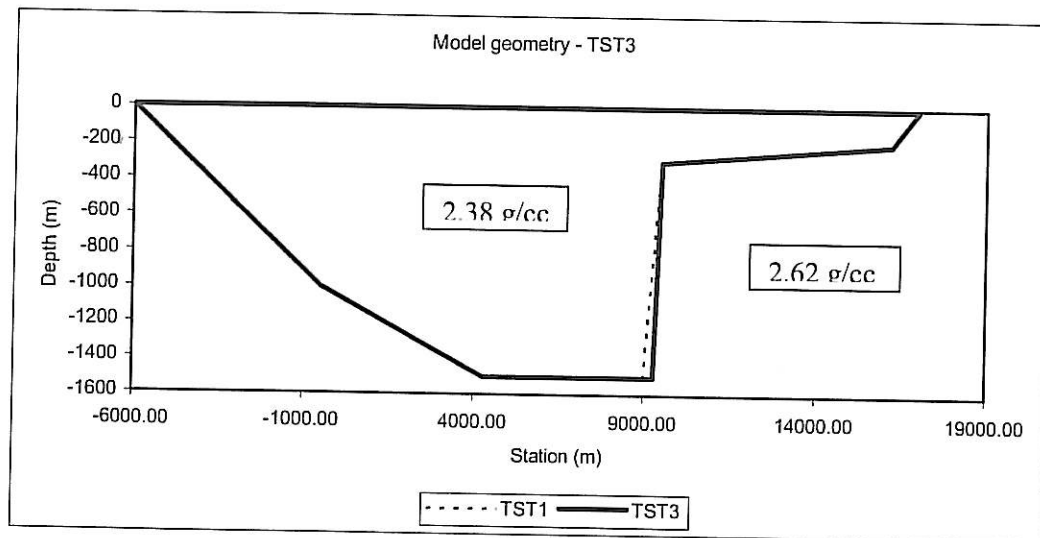 Model geometry - TST3
0
-200
-400
-600
-800
-1000
-1200
-1400
-1600
Depth (m)
2.38 g/cc
2.62 g/cc
-6000.00 -1000.00 4000.00 9000.00 14000.00 19000.00
Station (m)
TST1 TST3